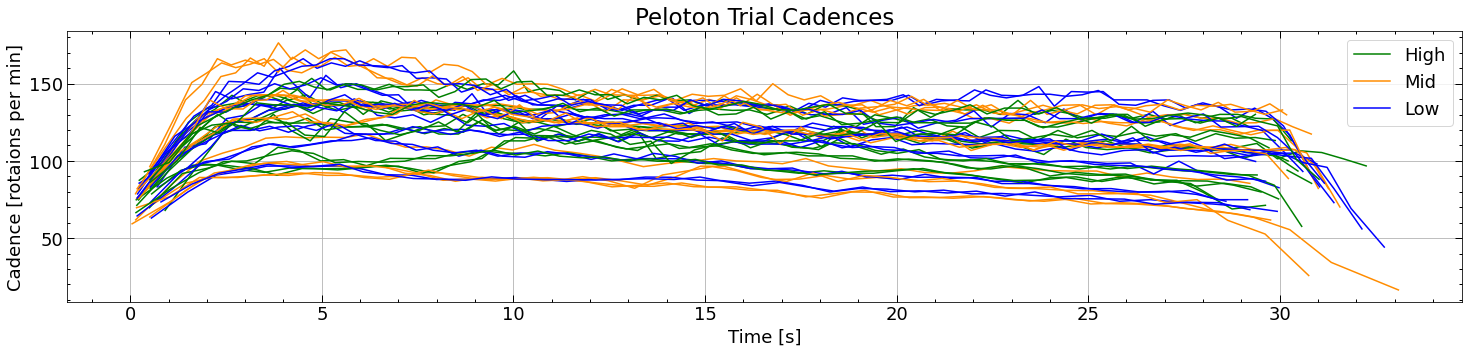 Peloton Trial Cadences
Cadence [rotaions per min]
150
100
50
0 5 10 15 20 25 30
Time [s]
High
Mid
Low